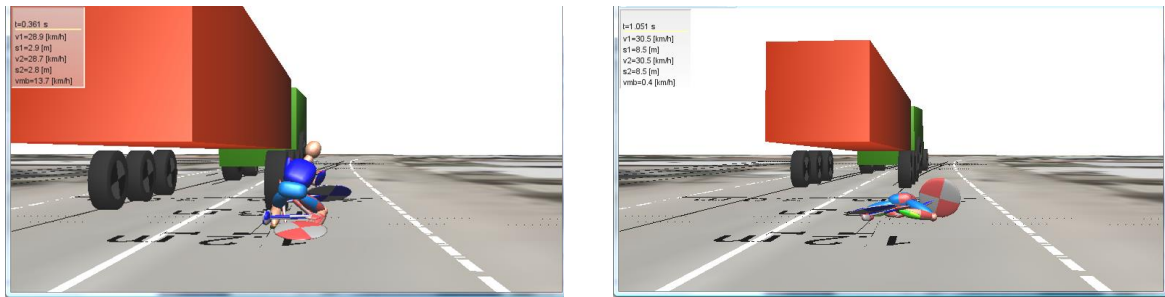 t=0.361 s
v1=28.9 [km/h]
s1=2.9 [m]
v2=28.7 [km/h]
s2=2.8 [m]
vmb=13.7 [km/h]
t=1.051 s
v1=30.5 [km/h]
s1=8.5 [m]
v2=30.5 [km/h]
s2=8.5 [m]
vmb=0.4 [km/h]